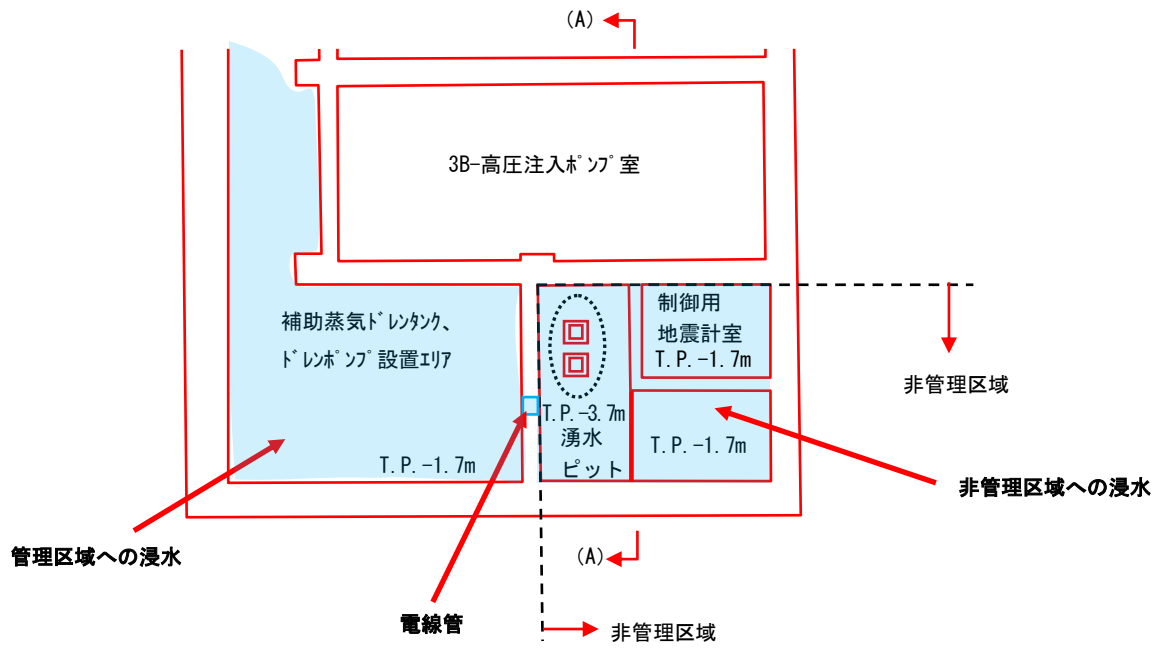 (A)
3B-高圧注入ﾎﾟﾝﾌﾟ室
補助蒸気ﾄﾞﾚﾝﾀﾝｸ、
ﾄﾞﾚﾝﾎﾟﾝﾌﾟ設置ｴﾘｱ
T.P.-1.7m
制御用
地震計室
T.P.-1.7m
非管理区域
T.P.-3.7m
湧水
ピット
T.P.-1.7m
非管理区域への浸水
管理区域への浸水
(A)
電線管
非管理区域